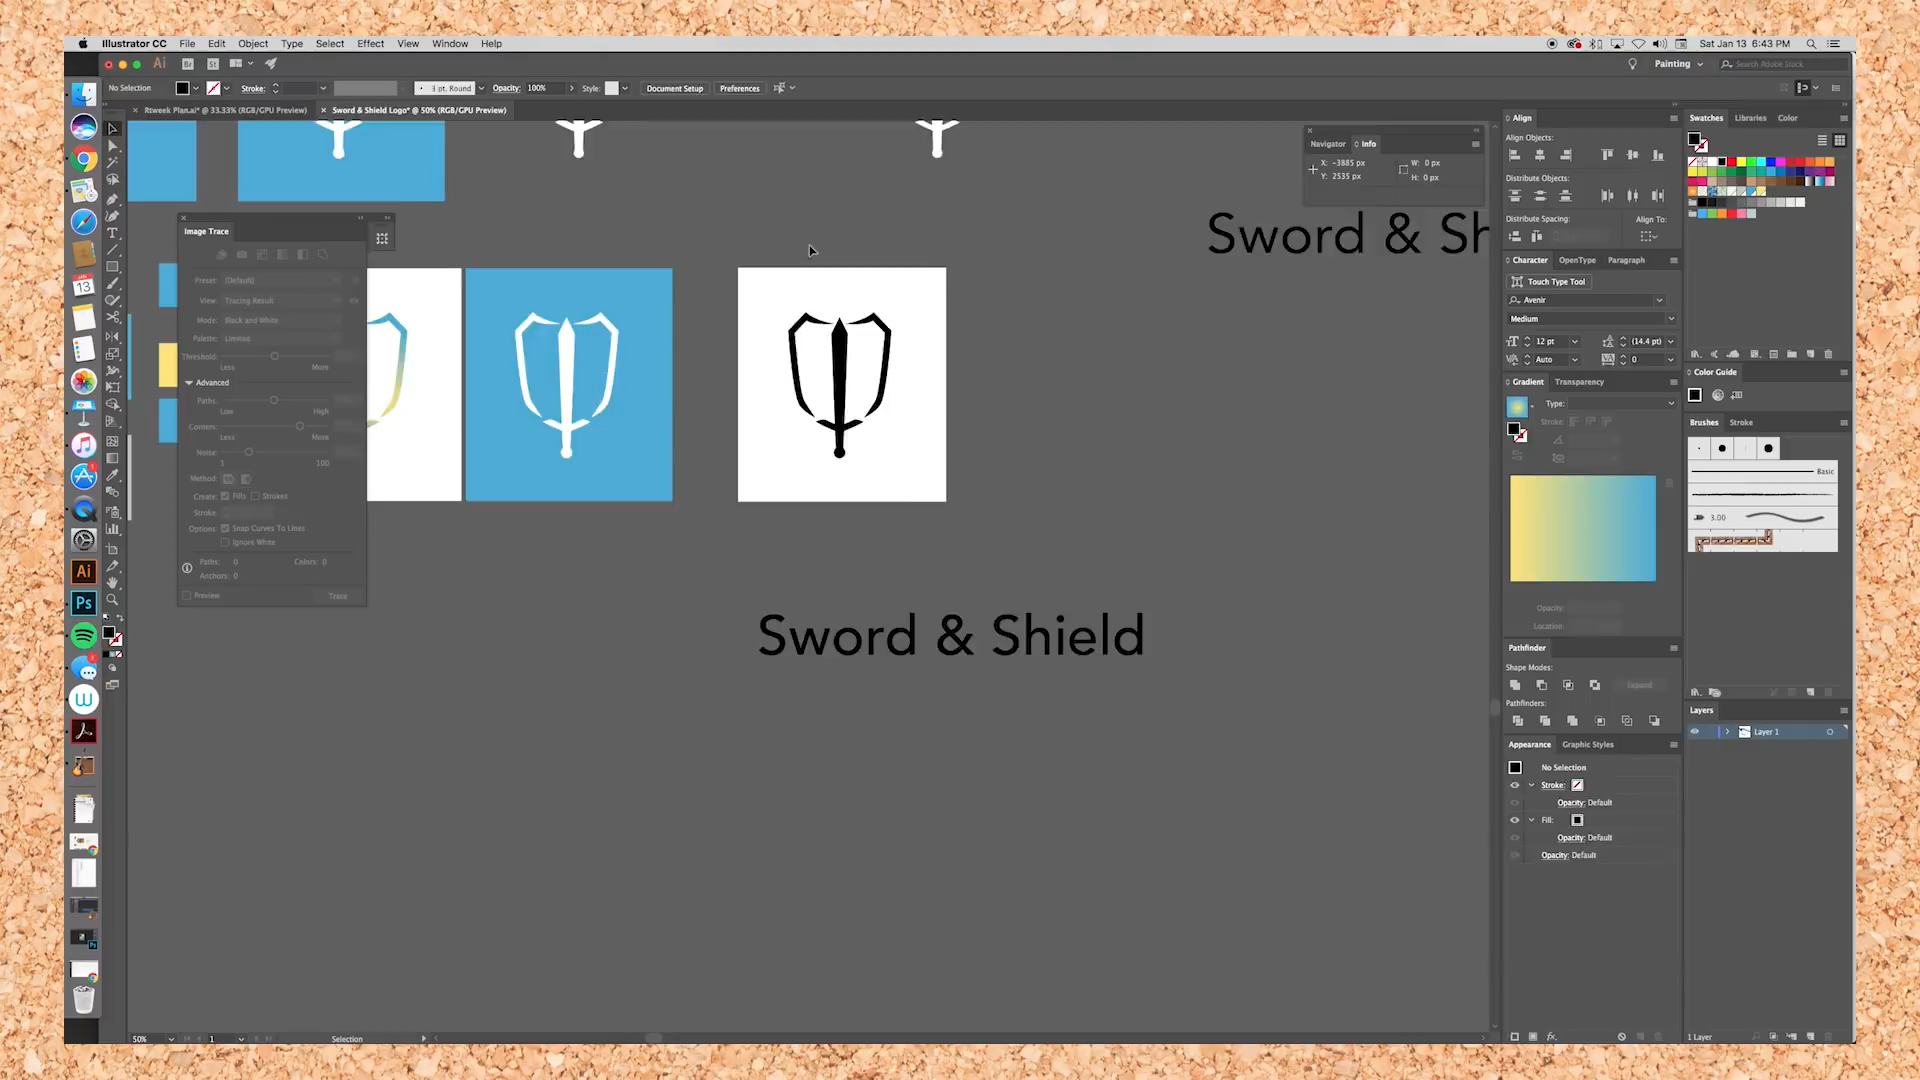 Illustrator CC File Edit Object Type Select Effect View Window Help
Sat Jan 13 6:43 PM
Ai Br St
Painting
Search Adobe Stock
No Selection Stroke: 3 pt. Round Opacity: 100% Style: Document Setup Preferences
Rtweek Plan.ai* @ 33.33% (RGB/GPU Preview)
Sword & Shield Logo* @ 50% (RGB/GPU Preview)
Navigator Info
X: -3885 px
Y: 2535 px
W: 0 px
H: 0 px
Sword & Sh
Image Trace
Preset: [Default]
View: Tracing Result
Mode: Black and White
Palette: Limited
Threshold:
Less More
Advanced
Paths:
Low High
Corners:
Less More
Noise:
1 100
Method:
Create: Fills Strokes
Stroke:
Options: Snap Curves To Lines
Ignore White
Paths: 0 Colors: 0
Anchors: 0
Preview Trace
Sword & Shield
13
Ai
Ps
50% 1 Selection
Align
Align Objects:
Distribute Objects:
Distribute Spacing: Align To:
Character OpenType Paragraph
Touch Type Tool
Avenir
Medium
12 pt (14.4 pt)
Auto 0
Gradient Transparency
Type:
Stroke:
Opacity:
Location:
Pathfinder
Shape Modes:
Expand
Pathfinders:
Appearance Graphic Styles
No Selection
Stroke:
Opacity: Default
Fill:
Opacity: Default
Opacity: Default
fx
Swatches Libraries Color
Color Guide
Brushes Stroke
Basic
3.00
Layers
Layer 1
1 Layer